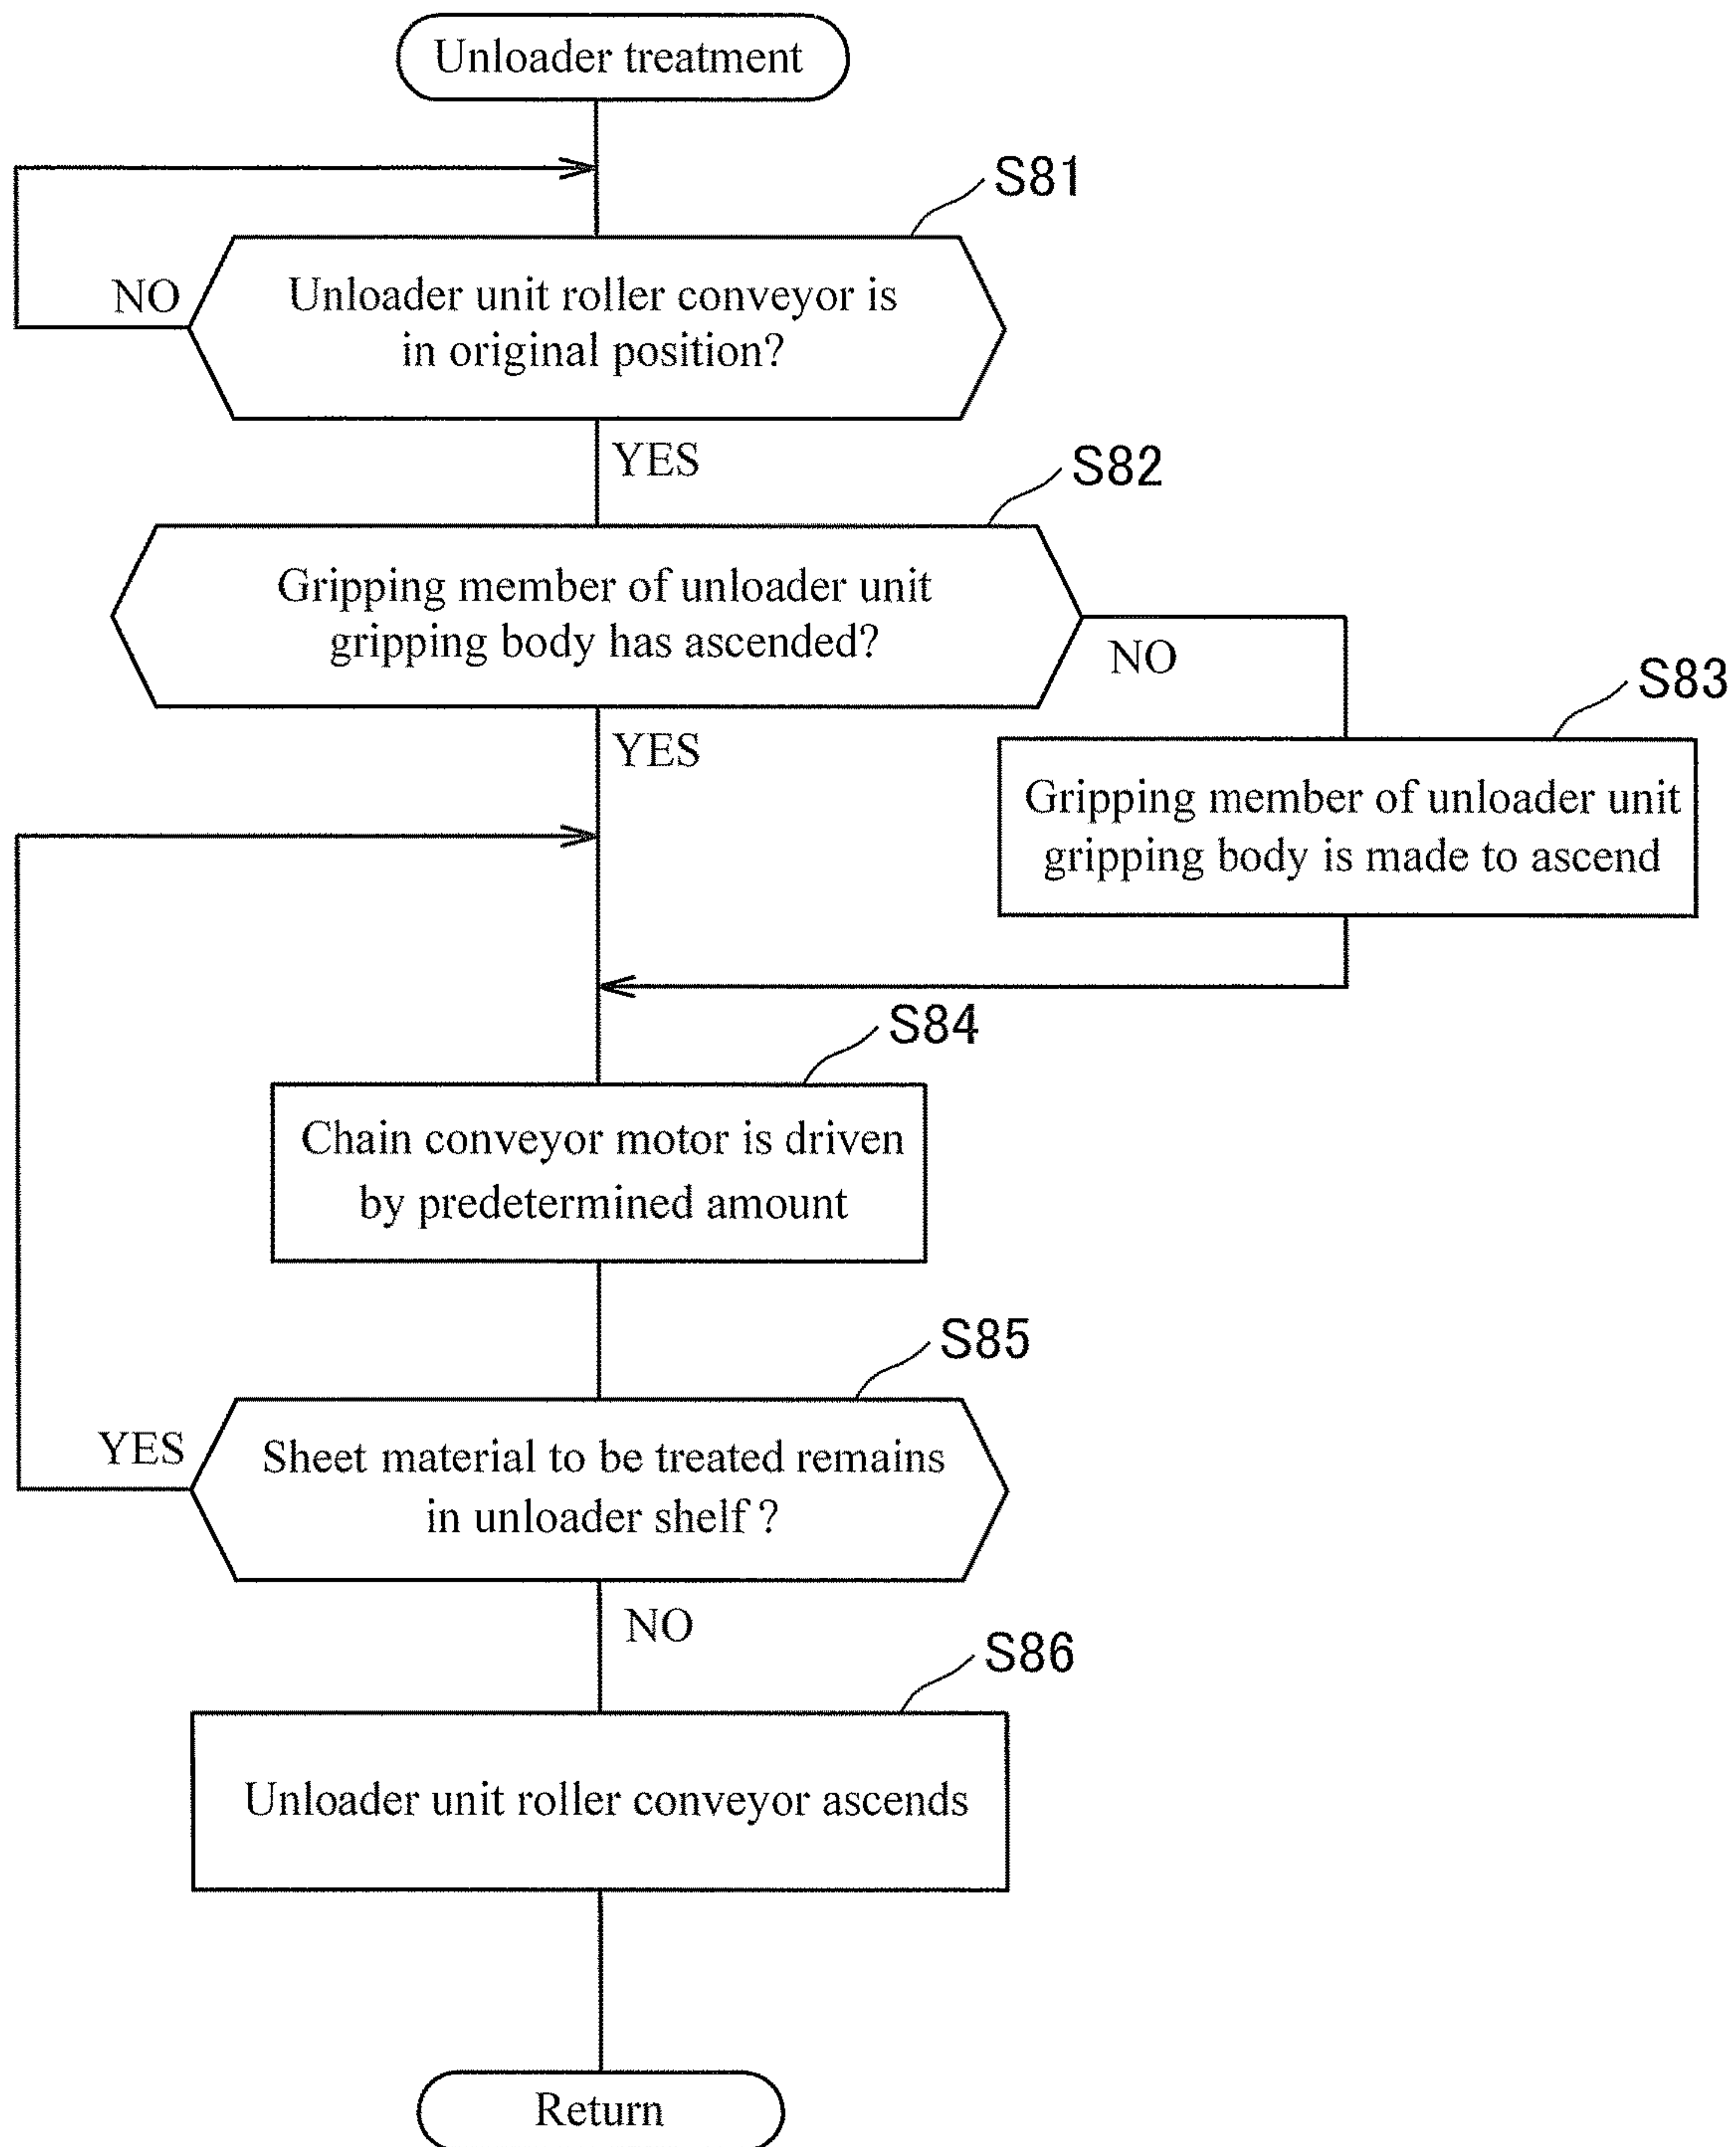 Unloader treatment
S81
NO
Unloader unit roller conveyor is
in original position?
YES
S82
Gripping member of unloader unit
gripping body has ascended?
NO
YES
S83
Gripping member of unloader unit
gripping body is made to ascend
S84
Chain conveyor motor is driven
by predetermined amount
S85
YES
Sheet material to be treated remains
in unloader shelf ?
NO
S86
Unloader unit roller conveyor ascends
Return